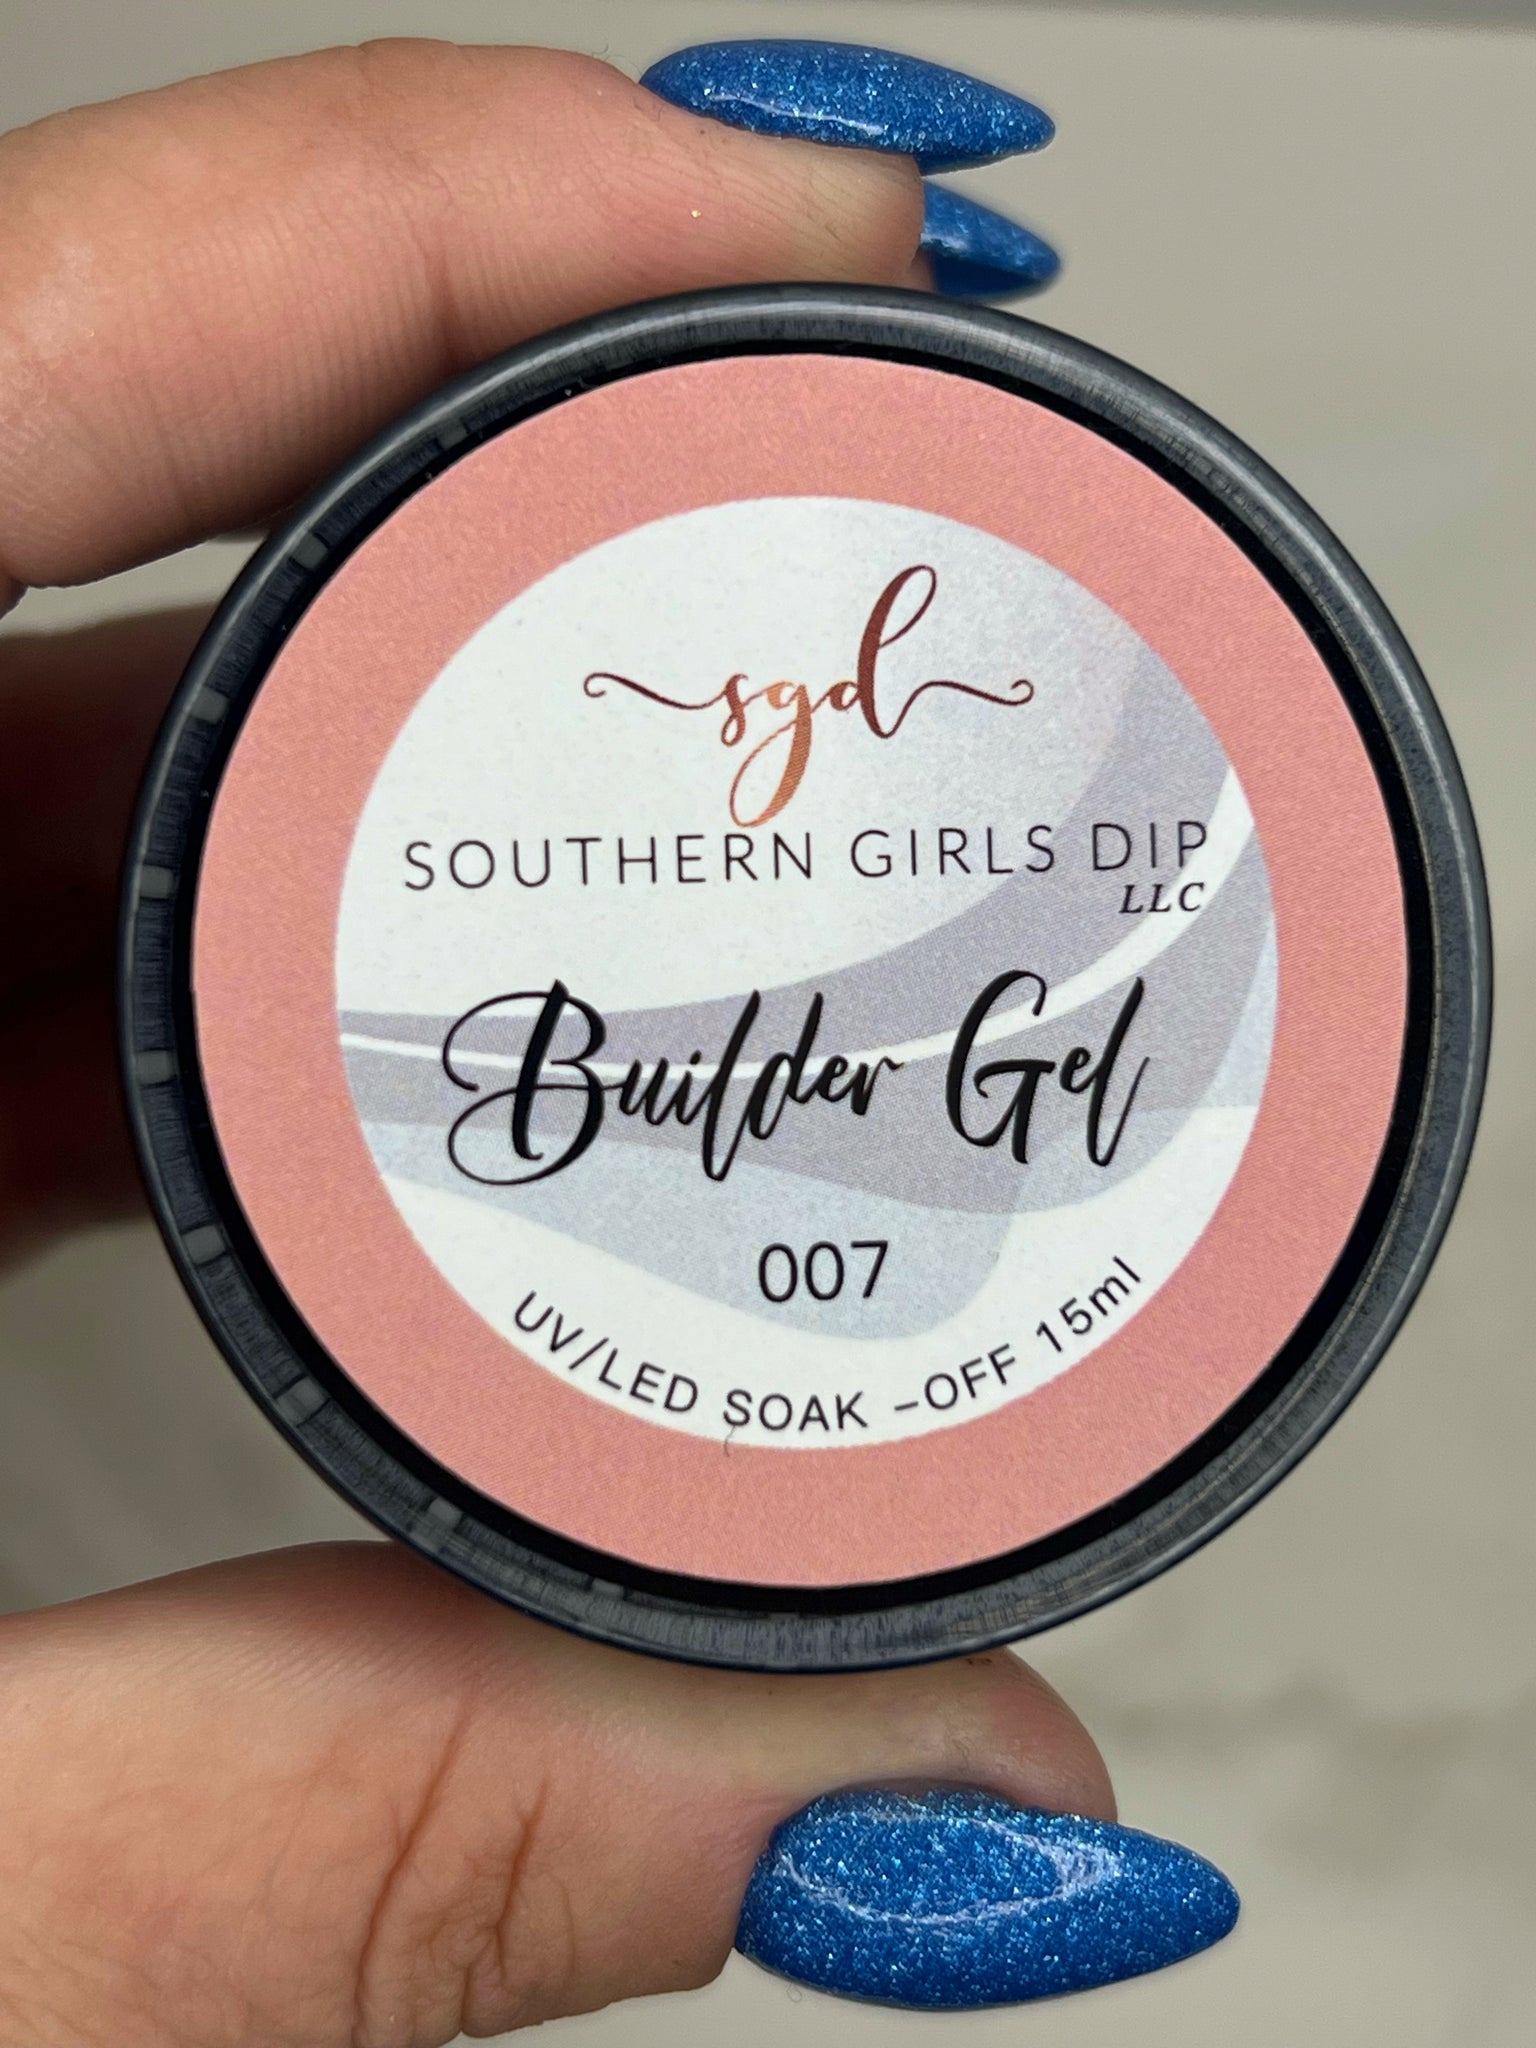 sgd
SOUTHERN GIRLS DIP
LLC
Builder Gel
007
UV/LED SOAK -OFF 15ml